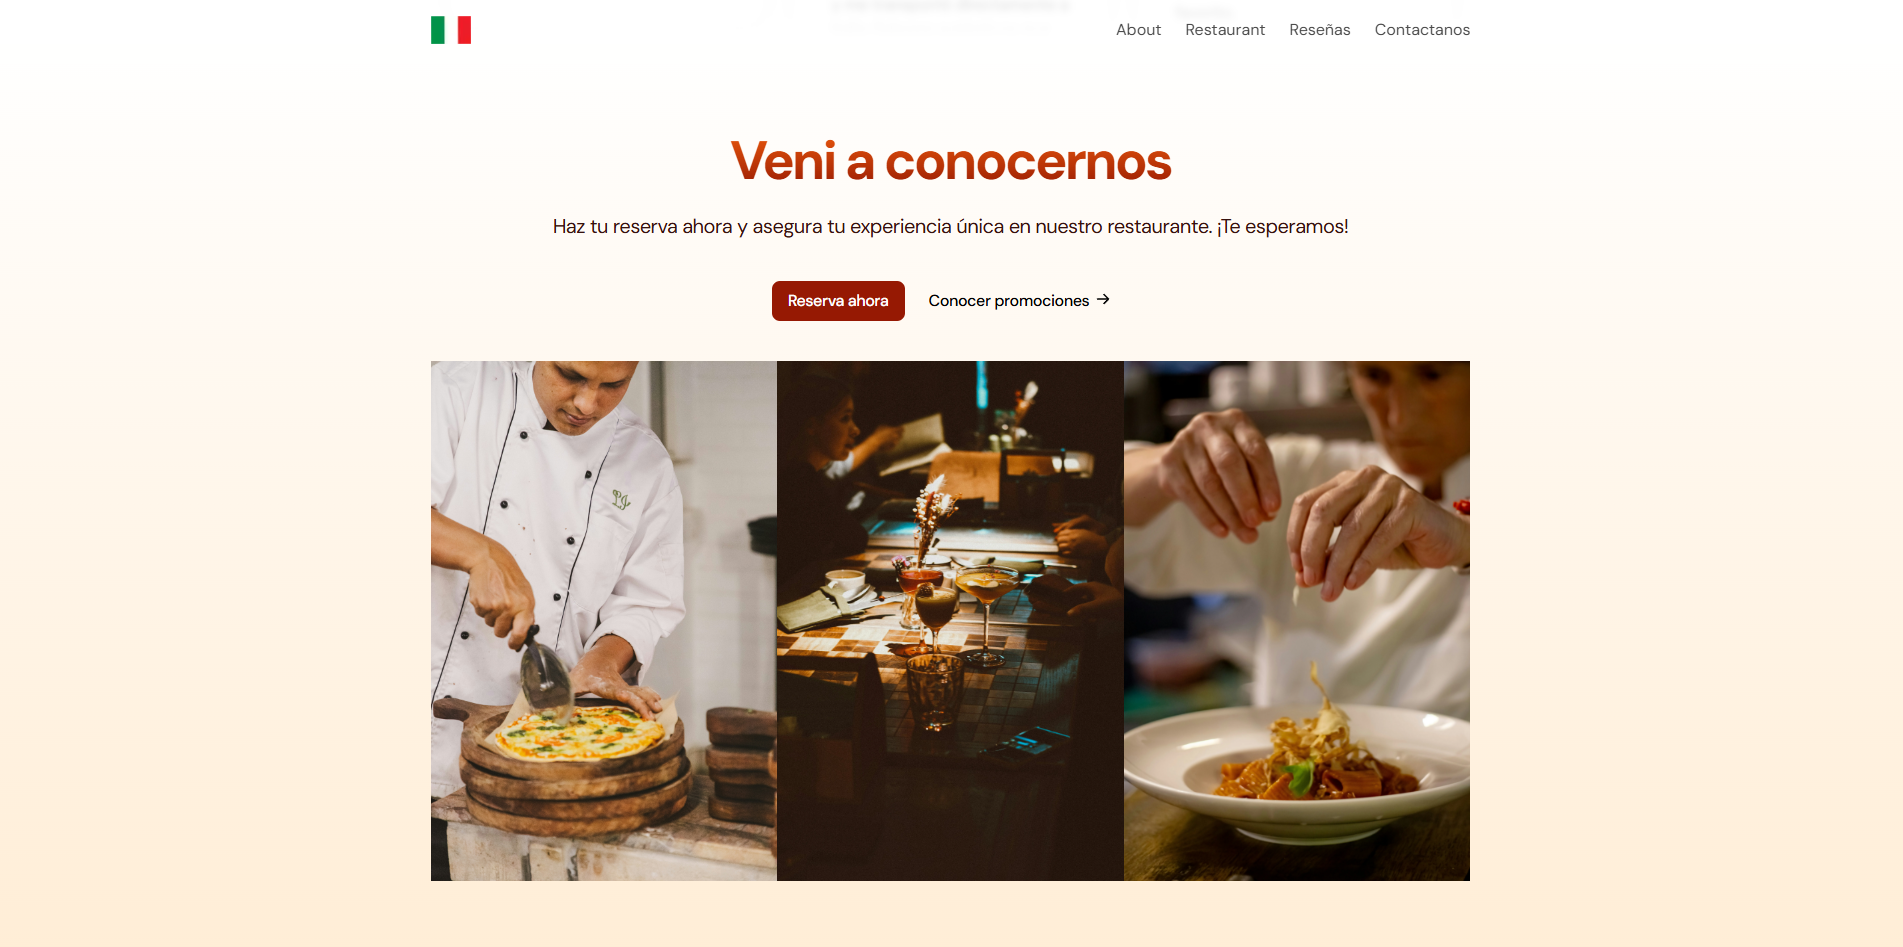 About Restaurant Reseñas Contactanos
Veni a conocernos
Haz tu reserva ahora y asegura tu experiencia única en nuestro restaurante. ¡Te esperamos!
Reserva ahora Conocer promociones →